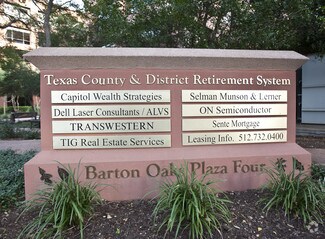 Texas County & District Retirement System
Capitol Wealth Strategies
Dell Laser Consultants / ALVS
TRANSWESTERN
TIG Real Estate Services
Selman Munson & Lerner
ON Semiconductor
Sente Mortgage
Leasing Info. 512.732.0400
Barton Oaks Plaza Four